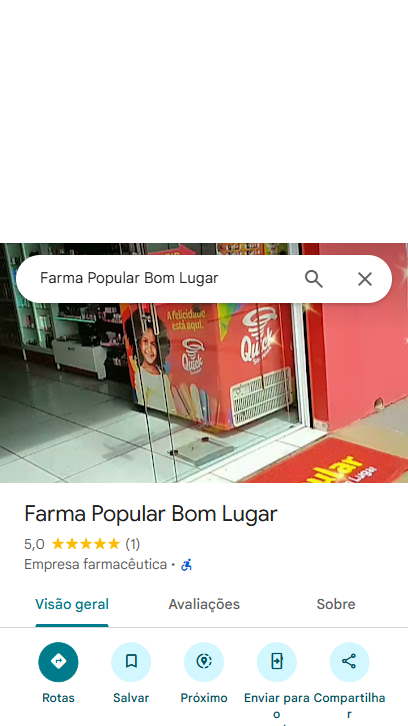 Farma Popular Bom Lugar
A felicidade
está aqui.
Quick
Quick
pular
Lugar
Farma Popular Bom Lugar
5,0 (1)
Empresa farmacêutica ·
Visão geral Avaliações Sobre
Rotas Salvar Próximo Enviar para o Compartilhar